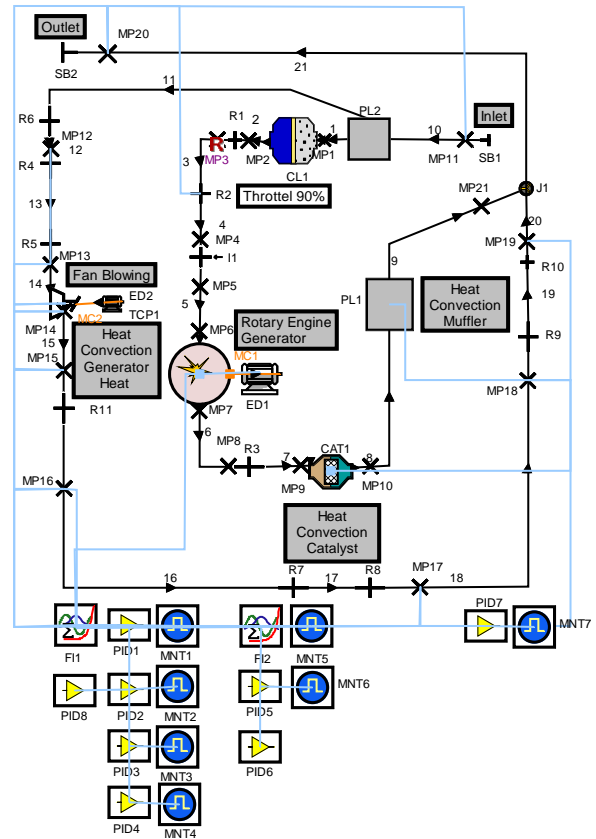 Outlet
MP20
SB2
21
11
PL2
10
Inlet
MP11
SB1
R6
MP12
12
R4
R1
2
1
R
MP3
MP2
MP1
CL1
3
R2
Throttel 90%
13
4
MP4
I1
R5
MP13
MP5
5
MP21
J1
20
MP19
9
R10
14
Fan Blowing
ED2
TCP1
MC2
MP14
15
MP15
Heat
Convection
Generator
Heat
MP6
Rotary Engine
Generator
MC1
ED1
MP7
PL1
Heat
Convection
Muffler
19
R9
MP18
R11
6
MP8
R3
7
MP9
CAT1
8
MP10
MP16
Heat
Convection
Catalyst
R7
R8
16
17
MP17
18
Σ
FI1
PID1
MNT1
Σ
FI2
MNT5
PID7
MNT7
PID8
PID2
MNT2
PID5
MNT6
PID3
MNT3
PID6
PID4
MNT4